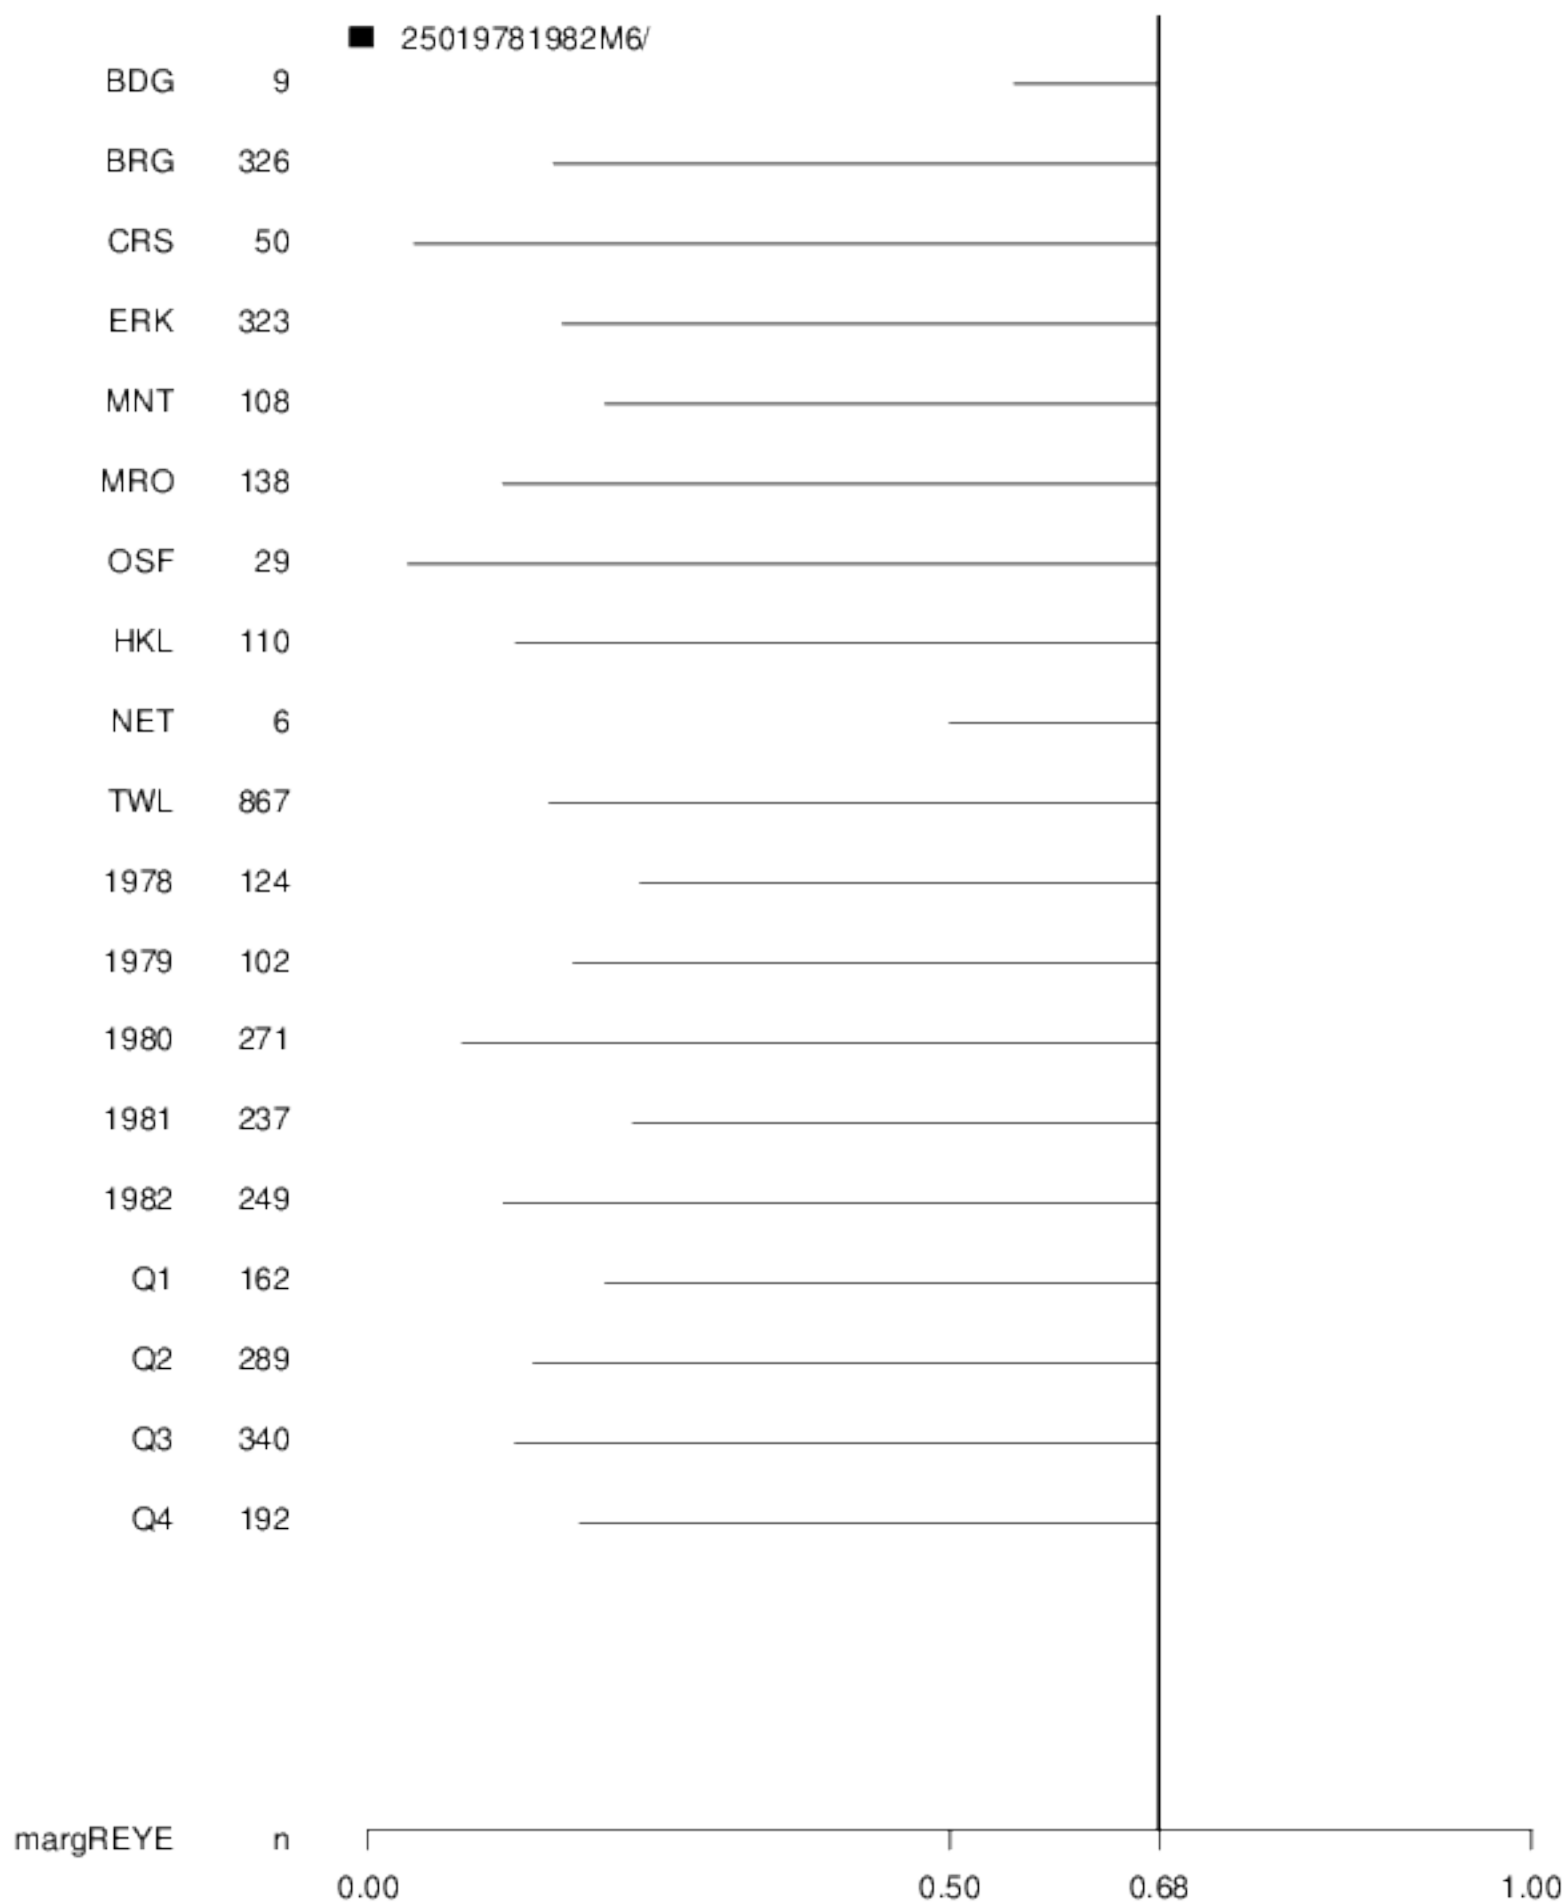 25019781982M6/
BDG 9
BRG 326
CRS 50
ERK 323
MNT 108
MRO 138
OSF 29
HKL 110
NET 6
TWL 867
1978 124
1979 102
1980 271
1981 237
1982 249
Q1 162
Q2 289
Q3 340
Q4 192
margREYE n
0.00 0.50 0.68 1.00